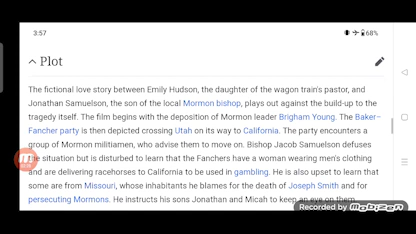 3:57
68%
Plot
The fictional love story between Emily Hudson, the daughter of the wagon train's pastor, and
Jonathan Samuelson, the son of the local Mormon bishop, plays out against the build-up to the
tragedy itself. The film begins with the deposition of Mormon leader Brigham Young. The Baker–
Fancher party is then depicted crossing Utah on its way to California. The party encounters a
group of Mormon militiamen, who advise them to move on. Bishop Jacob Samuelson defuses
the situation but is disturbed to learn that the Fanchers have a woman wearing men's clothing
and are delivering racehorses to California to be used in gambling. He is also upset to learn that
some are from Missouri, whose inhabitants he blames for the death of Joseph Smith and for
persecuting Mormons. He instructs his sons Jonathan and Micah to keep an eye on them
Recorded by Mobizen